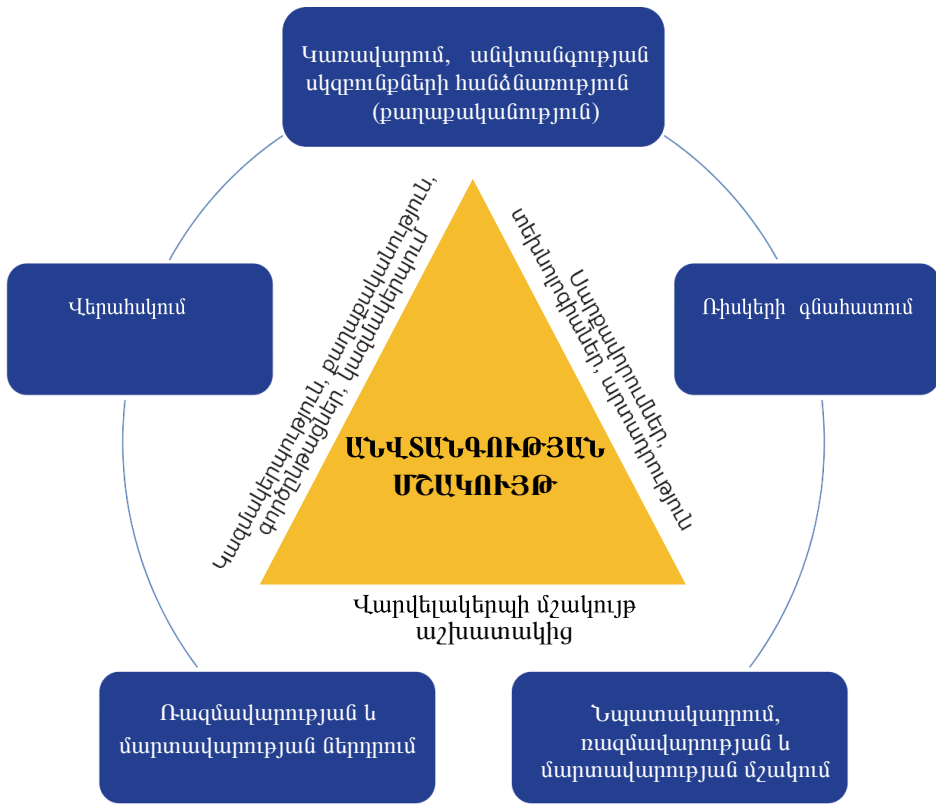 Կառավարում, անվտանգության
սկզբունքների հանձնառություն
(քաղաքականություն)
Վերահսկում
Ռիսկերի գնահատում
Կազմակերպություն, քաղաքականություն,
գործընթացներ, կազմակերպում
Սարքավորումներ,
տեխնոլոգիաներ, արտադրություն
ԱՆՎՏԱՆԳՈՒԹՅԱՆ
ՄՇԱԿՈՒՅԹ
Վարվելակերպի մշակույթ
աշխատակից
Ռազմավարության և
մարտավարության ներդրում
Նպատակադրում,
ռազմավարության և
մարտավարության մշակում